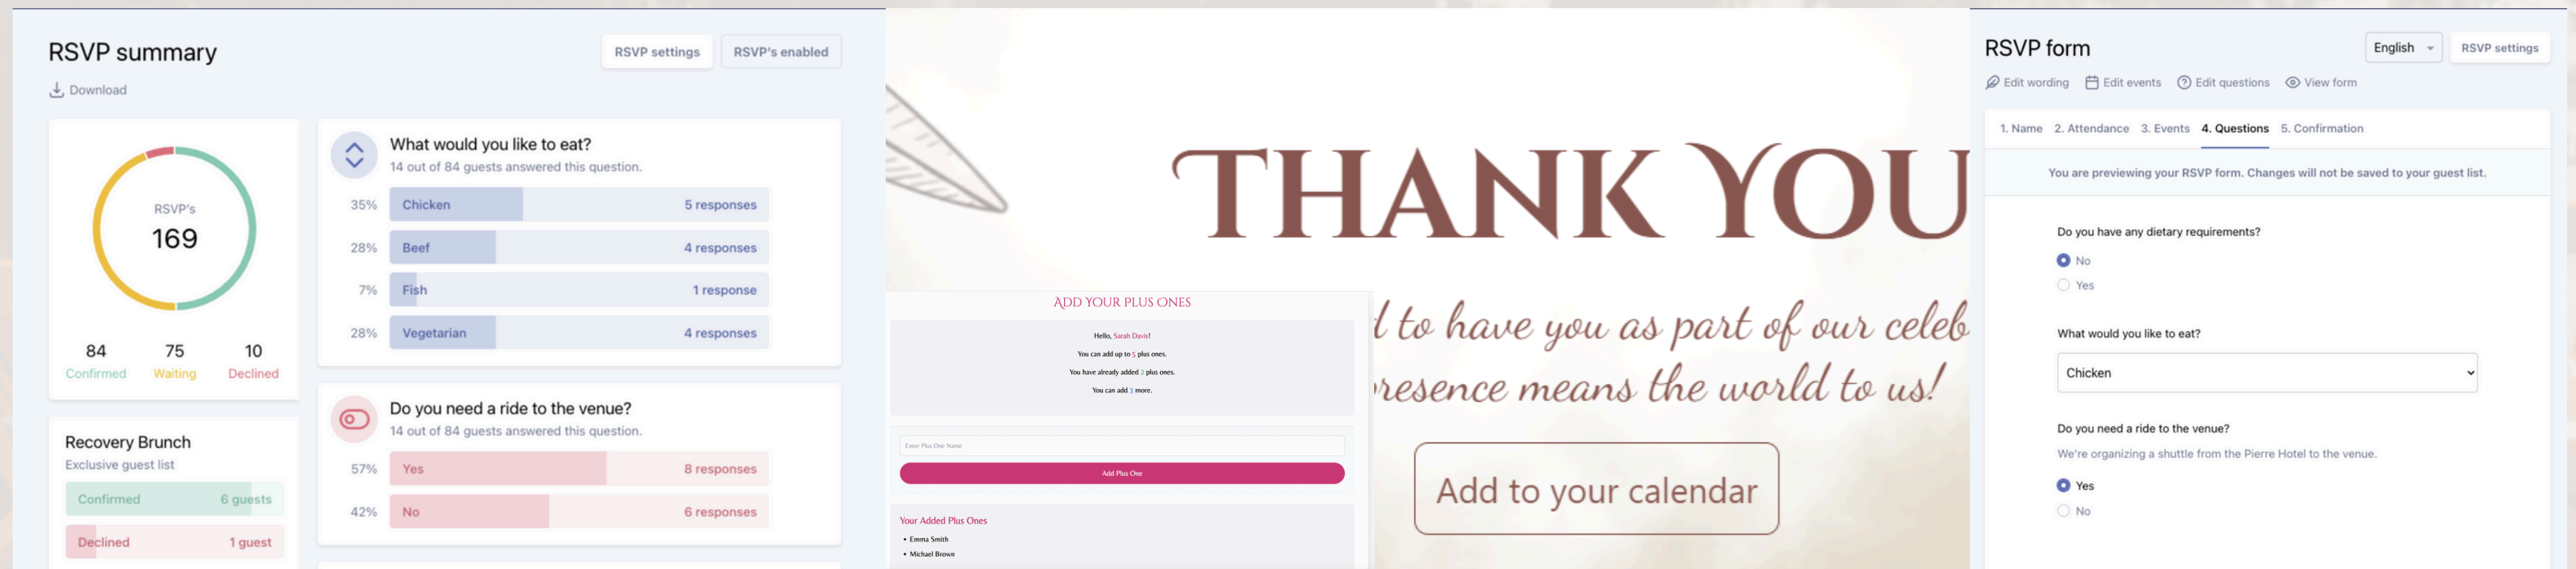 RSVP summary
RSVP settings
RSVP's enabled
Download
RSVP's
169
84
Confirmed
75
Waiting
10
Declined
Recovery Brunch
Exclusive guest list
Confirmed 6 guests
Declined 1 guest
What would you like to eat?
14 out of 84 guests answered this question.
35% Chicken 5 responses
28% Beef 4 responses
7% Fish 1 response
28% Vegetarian 4 responses
Do you need a ride to the venue?
14 out of 84 guests answered this question.
57% Yes 8 responses
42% No 6 responses
THANK YOU
d to have you as part of our celeb
resence means the world to us!
Add to your calendar
ADD YOUR PLUS ONES
Hello, Sarah Davis!
You can add up to 5 plus ones.
You have already added 2 plus ones.
You can add 3 more.
Enter Plus One Name
Add Plus One
Your Added Plus Ones
• Emma Smith
• Michael Brown
RSVP form
English
RSVP settings
Edit wording
Edit events
Edit questions
View form
1. Name 2. Attendance 3. Events 4. Questions 5. Confirmation
You are previewing your RSVP form. Changes will not be saved to your guest list.
Do you have any dietary requirements?
No
Yes
What would you like to eat?
Chicken
Do you need a ride to the venue?
We're organizing a shuttle from the Pierre Hotel to the venue.
Yes
No